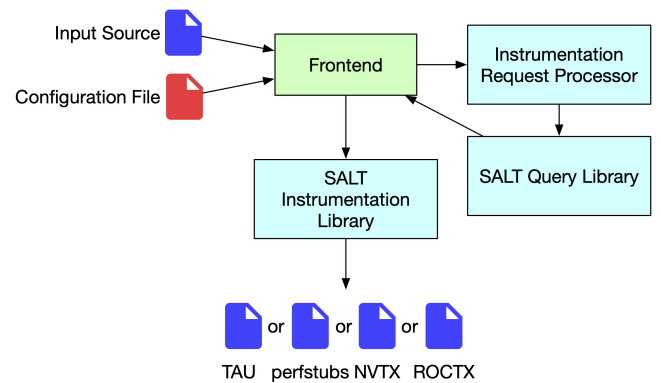 Input Source
Configuration File
Frontend
Instrumentation
Request Processor
SALT Query Library
SALT
Instrumentation
Library
or or or
TAU perfstubs NVTX ROCTX